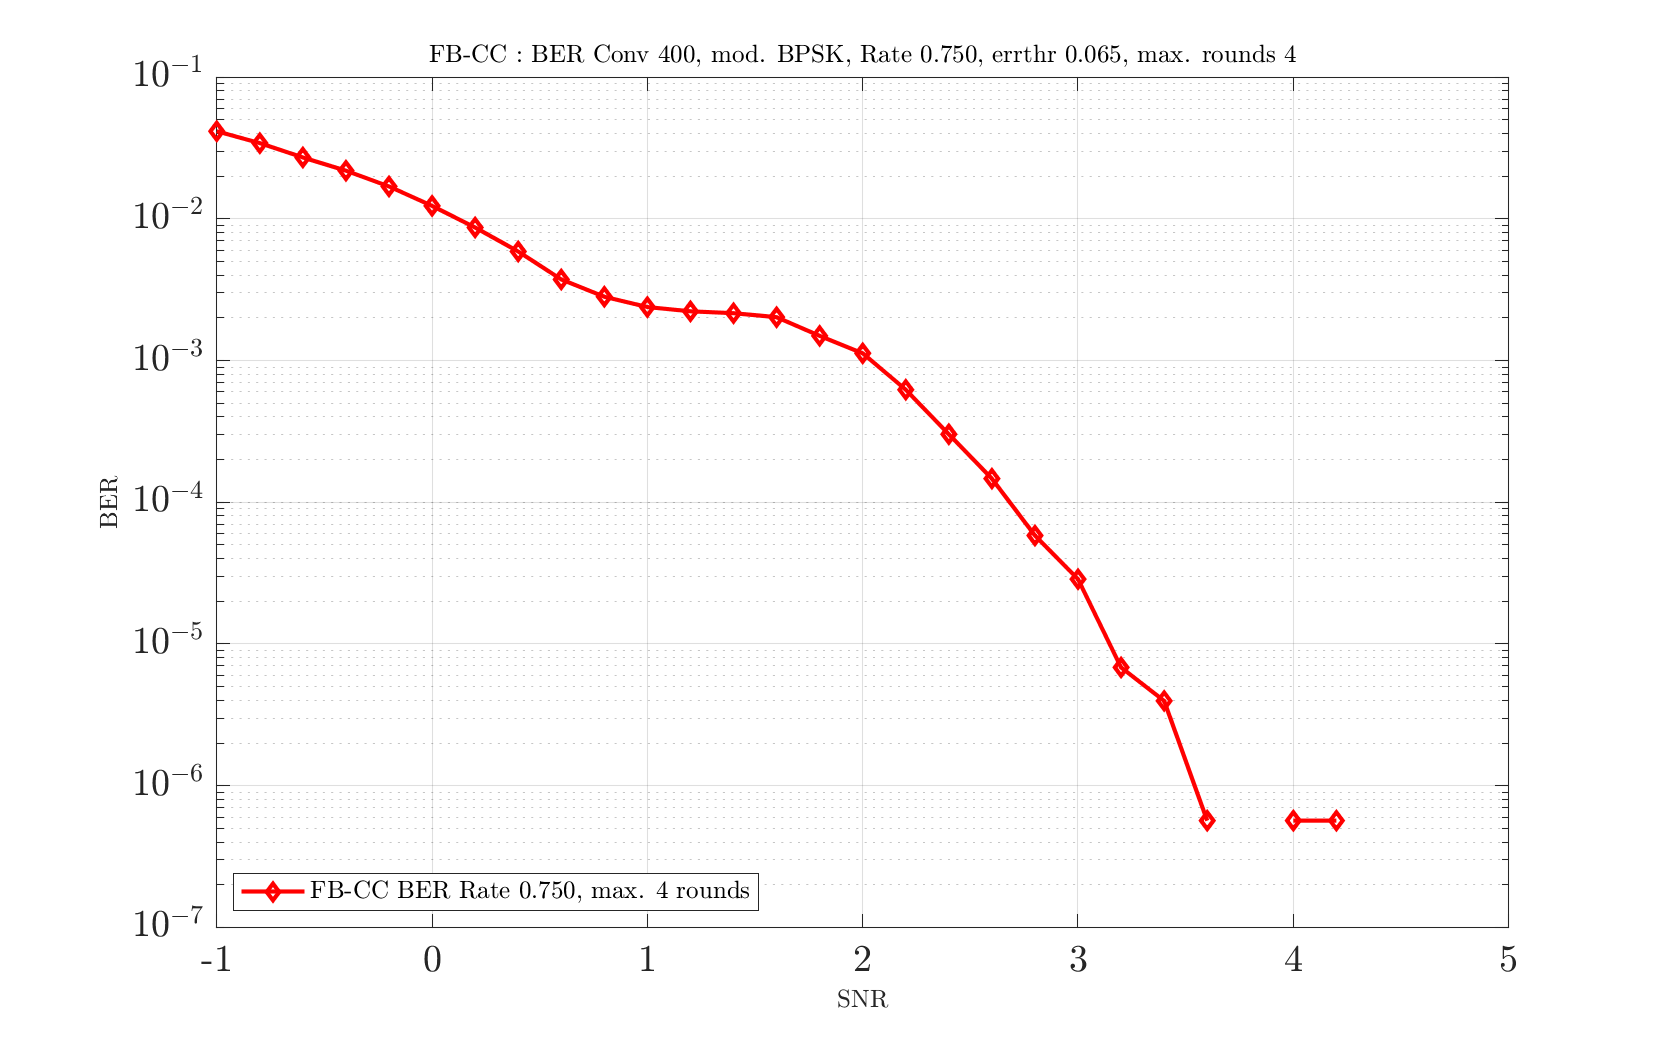 FB-CC : BER Conv 400, mod. BPSK, Rate 0.750, errthr 0.065, max. rounds 4
10⁻¹
10⁻²
10⁻³
10⁻⁴
10⁻⁵
10⁻⁶
10⁻⁷
BER
FB-CC BER Rate 0.750, max. 4 rounds
-1 0 1 2 3 4 5
SNR